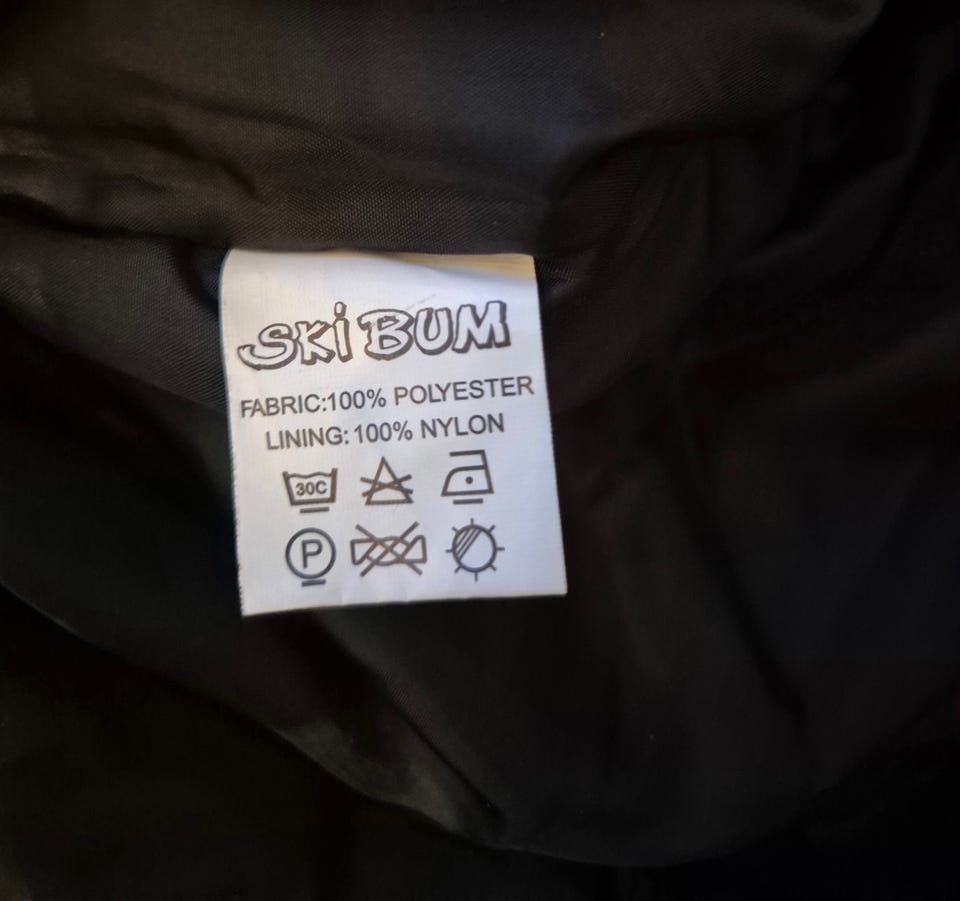 SKi BUM
FABRIC:100% POLYESTER
LINING: 100% NYLON
30C
P